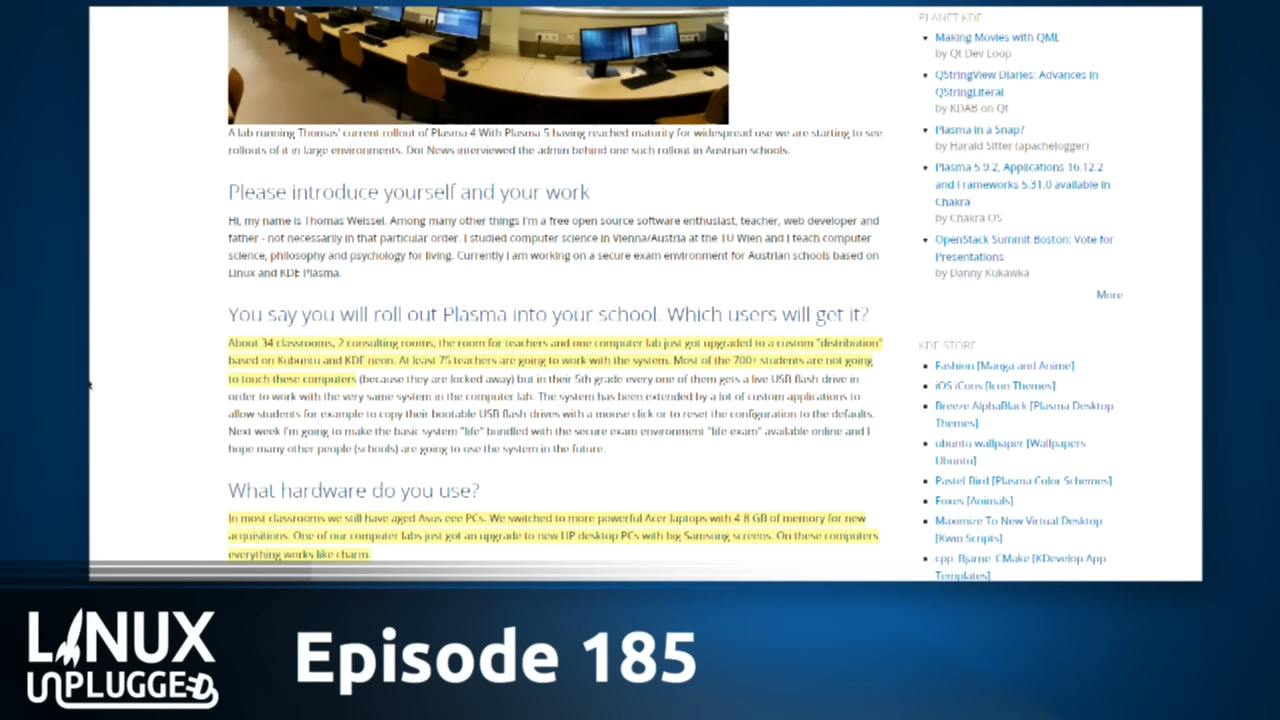 A lab running Thomas' current rollout of Plasma 4 With Plasma 5 having reached maturity for widespread use we are starting to see
rollouts of it in large environments. Dot News interviewed the admin behind one such rollout in Austrian schools.
Please introduce yourself and your work
Hi, my name is Thomas Weissel. Among many other things I'm a free open source software enthusiast, teacher, web developer and
father - not necessarily in that particular order. I studied computer science in Vienna/Austria at the TU Wien and I teach computer
science, philosophy and psychology for living. Currently I am working on a secure exam environment for Austrian schools based on
Linux and KDE Plasma.
You say you will roll out Plasma into your school. Which users will get it?
About 34 classrooms, 2 consulting rooms, the room for teachers and one computer lab just got upgraded to a custom "distribution"
based on Kubuntu and KDE neon. At least 75 teachers are going to work with the system. Most of the 700+ students are not going
to touch these computers (because they are locked away) but in their 5th grade every one of them gets a live USB flash drive in
order to work with the very same system in the computer lab. The system has been extended by a lot of custom applications to
allow students for example to copy their bootable USB flash drives with a mouse click or to reset the configuration to the defaults.
Next week I'm going to make the basic system "life" bundled with the secure exam environment "life exam" available online and I
hope many other people (schools) are going to use the system in the future.
What hardware do you use?
In most classrooms we still have aged Asus eee PCs. We switched to more powerful Acer laptops with 4-8 GB of memory for new
acquisitions. One of our computer labs just got an upgrade to new HP desktop PCs with big Samsung screens. On these computers
everything works like charm.
PLANET KDE
Making Movies with QML
by Qt Dev Loop
QStringView Diaries: Advances in
QStringLiteral
by KDAB on Qt
Plasma in a Snap?
by Harald Sitter (apachelogger)
Plasma 5.9.2, Applications 16.12.2
and Frameworks 5.31.0 available in
Chakra
by Chakra OS
OpenStack Summit Boston: Vote for
Presentations
by Danny Kukawka
More
KDE STORE
Fashion [Manga and Anime]
iOS iCons [Icon Themes]
Breeze AlphaBlack [Plasma Desktop
Themes]
ubuntu wallpaper [Wallpapers
Ubuntu]
Pastel Bird [Plasma Color Schemes]
Foxes [Animals]
Maximize To New Virtual Desktop
[Kwin Scripts]
cpp-Bjarne-CMake [KDevelop App
Templates]
LINUX
UNPLUGGED
Episode 185